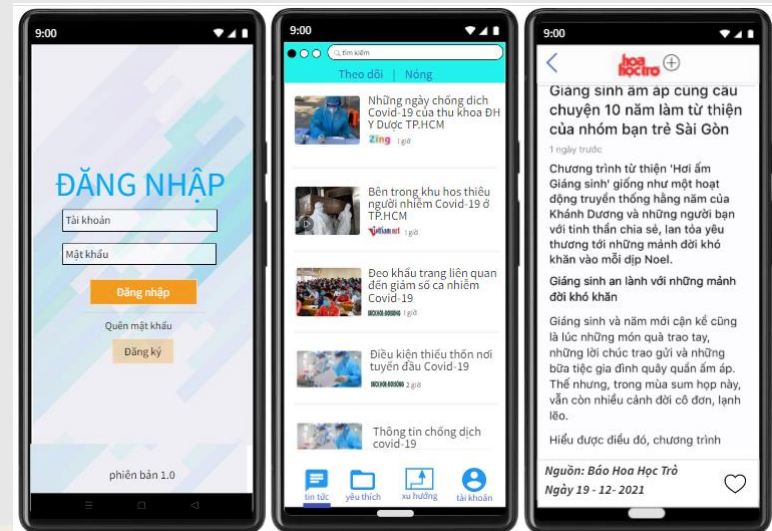 9:00
ĐĂNG NHẬP
Tài khoản
Mật khẩu
Đăng nhập
Quên mật khẩu
Đăng ký
phiên bản 1.0
9:00
tìm kiếm
Theo dõi | Nóng
Những ngày chống dich
Covid-19 của thu khoa ĐH
Y Dược TP.HCM
Zing 1 giờ
Bên trong khu hos thiêu
người nhiễm Covid-19 ở
TP.HCM
Vietnam net 1 giờ
Đeo khẩu trang liên quan
đến giảm số ca nhiễm
Covid-19
SUCKHOEDOISONG 1 giờ
Điều kiện thiếu thốn nơi
tuyến đầu Covid-19
SUCKHOEDOISONG 2 giờ
Thông tin chống dịch
covid-19
tin tức yêu thích xu hướng tài khoản
9:00
hoa
học trò
Giáng sinh ấm áp cùng câu
chuyện 10 năm làm từ thiện
của nhóm bạn trẻ Sài Gòn
1 ngày trước
Chương trình từ thiện 'Hơi ấm
Giáng sinh' giống như một hoạt
động truyền thống hằng năm của
Khánh Dương và những người bạn
với tinh thần chia sẻ, lan tỏa yêu
thương tới những mảnh đời khó
khăn vào mỗi dịp Noel.
Giáng sinh an lành với những mảnh
đời khó khăn
Giáng sinh và năm mới cận kề cũng
là lúc những món quà trao tay,
những lời chúc trao gửi và những
bữa tiệc gia đình quây quần ấm áp.
Thế nhưng, trong mùa sum họp này,
vẫn còn nhiều cảnh đời cô đơn, lạnh
lẽo.
Hiểu được điều đó, chương trình
Nguồn: Báo Hoa Học Trò
Ngày 19 - 12- 2021